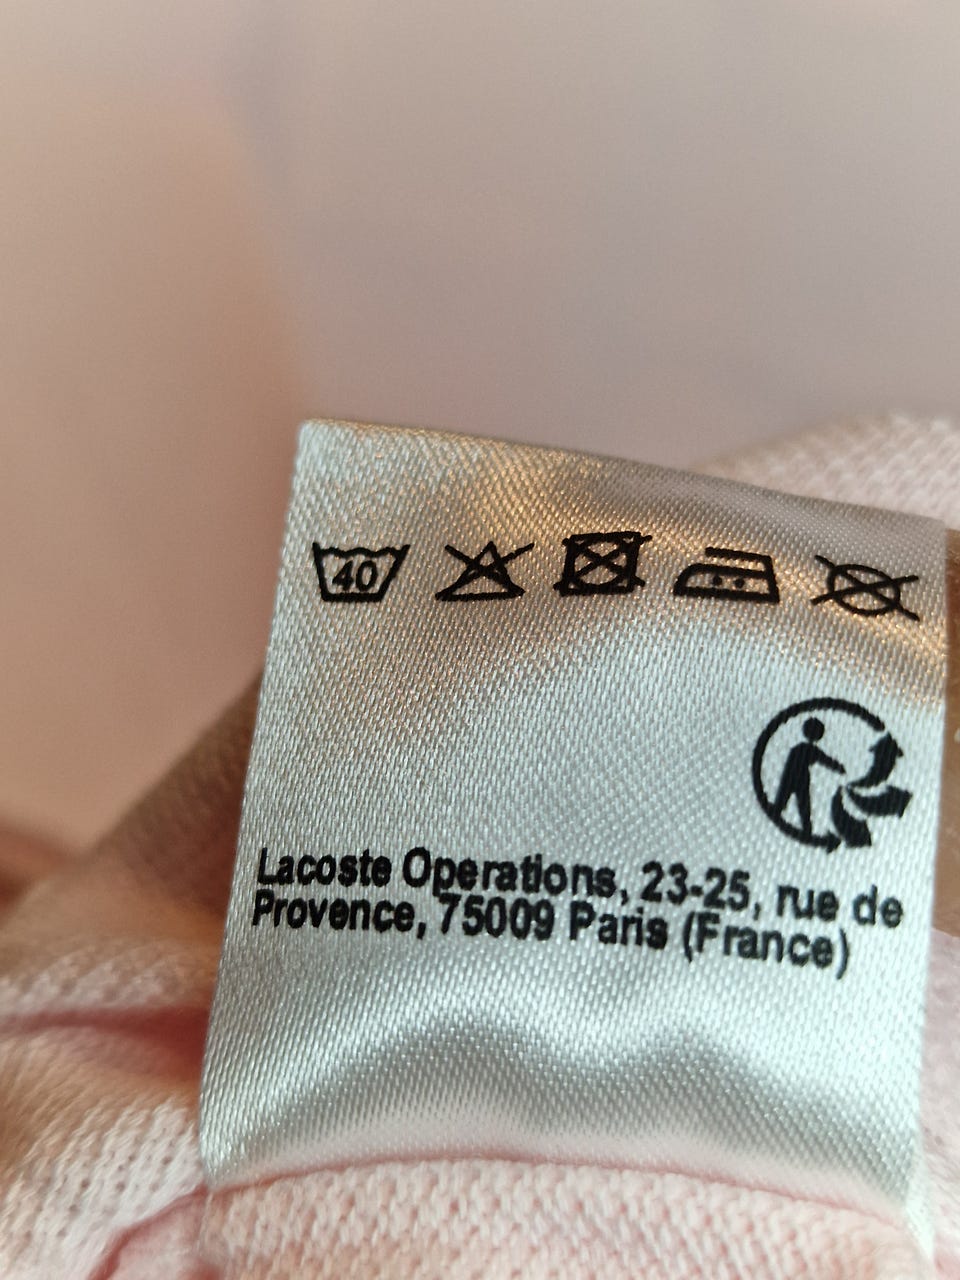 40
Lacoste Operations, 23-25, rue de
Provence, 75009 Paris (France)